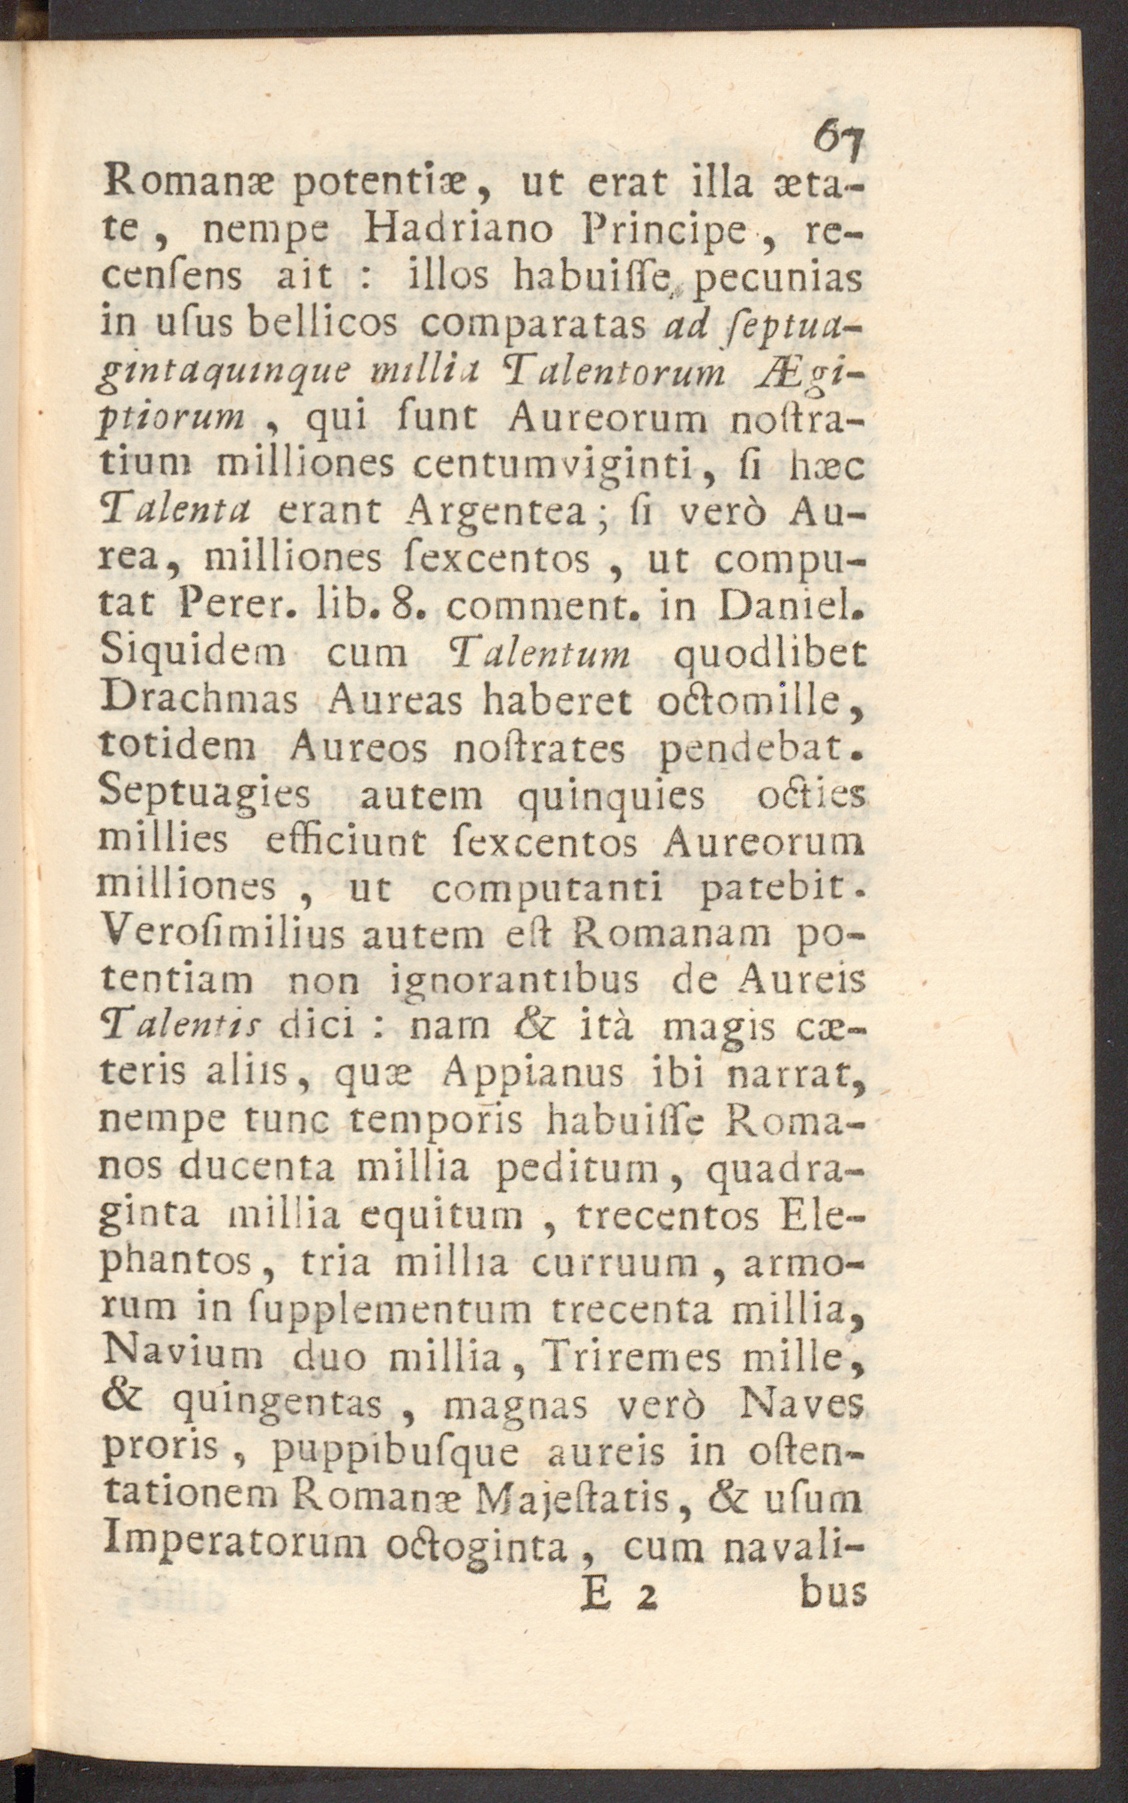 67
Romanæ potentiæ, ut erat illa æta-
te, nempe Hadriano Principe, re-
cenſens ait : illos habuiſſe pecunias
in uſus bellicos comparatas ad ſeptua-
gintaquinque millia Talentorum Ægi-
ptiorum, qui ſunt Aureorum noſtra-
tium milliones centumviginti, ſi hæc
Talenta erant Argentea; ſi verò Au-
rea, milliones ſexcentos, ut compu-
tat Perer. lib. 8. comment. in Daniel.
Siquidem cum Talentum quodlibet
Drachmas Aureas haberet octomille,
totidem Aureos noſtrates pendebat.
Septuagies autem quinquies octies
millies efficiunt ſexcentos Aureorum
milliones, ut computanti patebit.
Veroſimilius autem eſt Romanam po-
tentiam non ignorantibus de Aureis
Talentis dici : nam & ità magis cæ-
teris aliis, quæ Appianus ibi narrat,
nempe tunc temporis habuiſſe Roma-
nos ducenta millia peditum, quadra-
ginta millia equitum, trecentos Ele-
phantos, tria millia curruum, armo-
rum in ſupplementum trecenta millia,
Navium duo millia, Triremes mille,
& quingentas, magnas verò Naves
proris, puppibuſque aureis in oſten-
tationem Romanæ Majeſtatis, & uſum
Imperatorum octoginta, cum navali-
E 2 bus